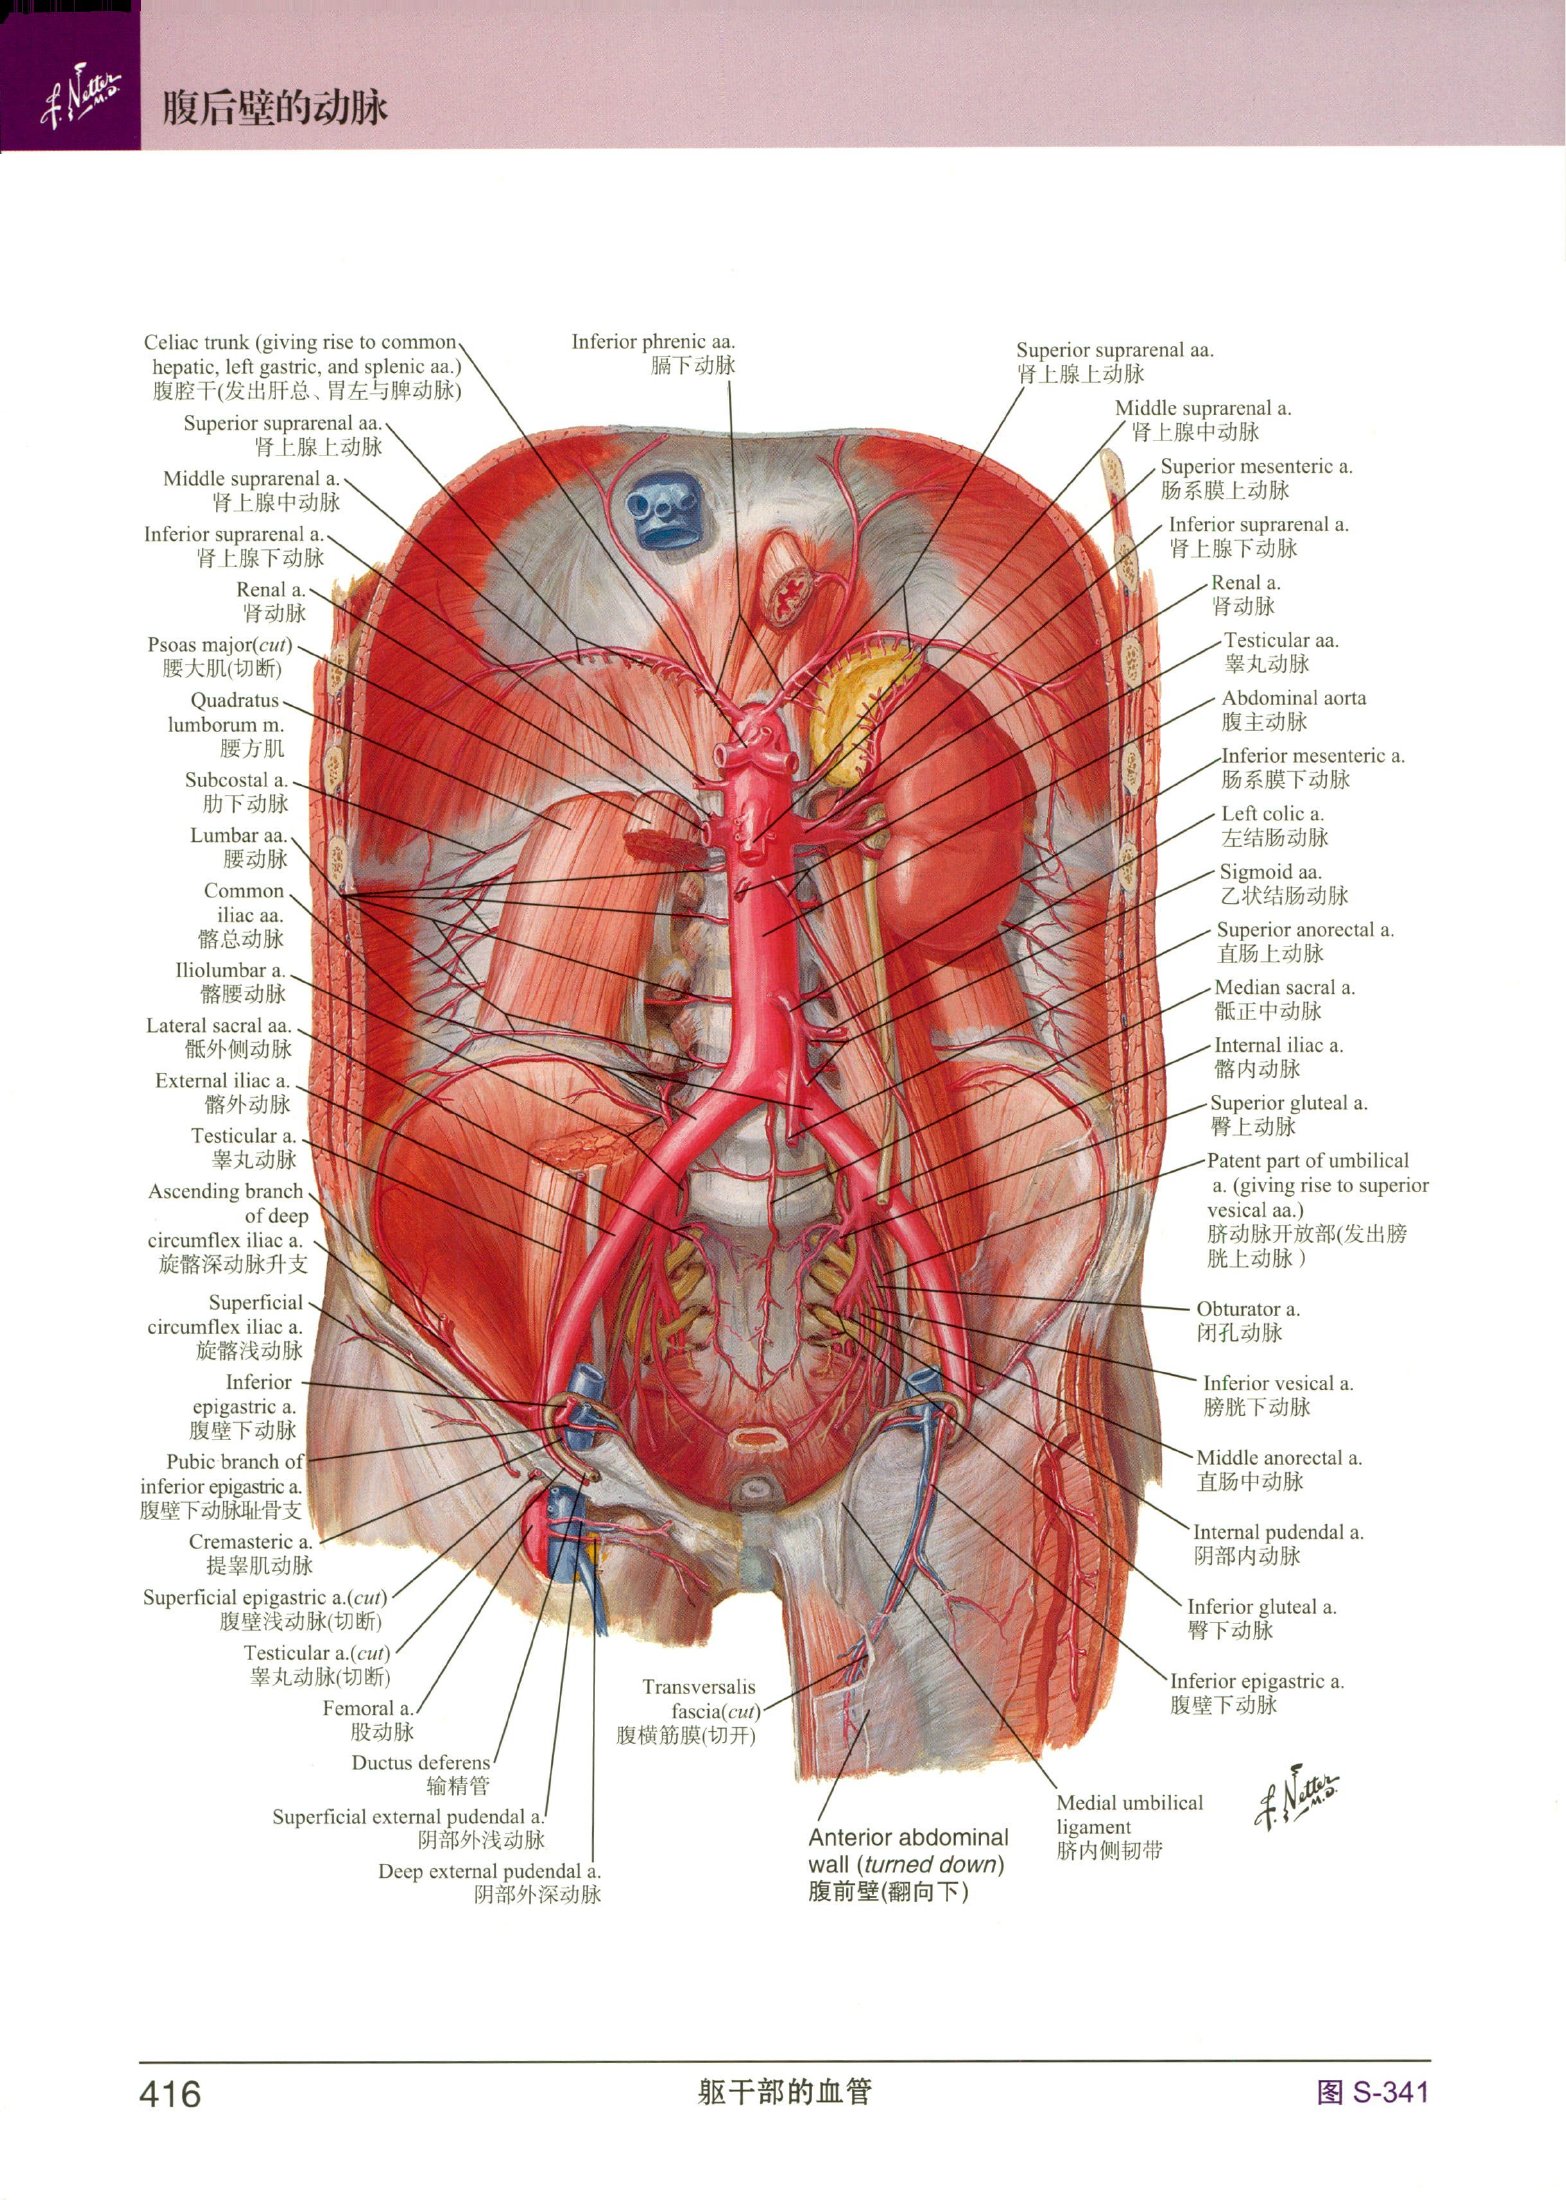 F. Netter
M.D.
腹后壁的动脉
Celiac trunk (giving rise to common
hepatic, left gastric, and splenic aa.)
腹腔干(发出肝总、胃左与脾动脉)
Superior suprarenal aa.
肾上腺上动脉
Middle suprarenal a.
肾上腺中动脉
Inferior suprarenal a.
肾上腺下动脉
Renal a.
肾动脉
Psoas major(cut)
腰大肌(切断)
Quadratus
lumborum m.
腰方肌
Subcostal a.
肋下动脉
Lumbar aa.
腰动脉
Common
iliac aa.
髂总动脉
Iliolumbar a.
髂腰动脉
Lateral sacral aa.
骶外侧动脉
External iliac a.
髂外动脉
Testicular a.
睾丸动脉
Ascending branch
of deep
circumflex iliac a.
旋髂深动脉升支
Superficial
circumflex iliac a.
旋髂浅动脉
Inferior
epigastric a.
腹壁下动脉
Pubic branch of
inferior epigastric a.
腹壁下动脉耻骨支
Cremasteric a.
提睾肌动脉
Superficial epigastric a.(cut)
腹壁浅动脉(切断)
Testicular a.(cut)
睾丸动脉(切断)
Femoral a.
股动脉
Ductus deferens
输精管
Superficial external pudendal a.
阴部外浅动脉
Deep external pudendal a.
阴部外深动脉
Inferior phrenic aa.
膈下动脉
Superior suprarenal aa.
肾上腺上动脉
Middle suprarenal a.
肾上腺中动脉
Superior mesenteric a.
肠系膜上动脉
Inferior suprarenal a.
肾上腺下动脉
Renal a.
肾动脉
Testicular aa.
睾丸动脉
Abdominal aorta
腹主动脉
Inferior mesenteric a.
肠系膜下动脉
Left colic a.
左结肠动脉
Sigmoid aa.
乙状结肠动脉
Superior anorectal a.
直肠上动脉
Median sacral a.
骶正中动脉
Internal iliac a.
髂内动脉
Superior gluteal a.
臀上动脉
Patent part of umbilical
a. (giving rise to superior
vesical aa.)
脐动脉开放部(发出膀
胱上动脉)
Obturator a.
闭孔动脉
Inferior vesical a.
膀胱下动脉
Middle anorectal a.
直肠中动脉
Internal pudendal a.
阴部内动脉
Inferior gluteal a.
臀下动脉
Inferior epigastric a.
腹壁下动脉
Transversalis
fascia(cut)
腹横筋膜(切开)
Anterior abdominal
wall (turned down)
腹前壁(翻向下)
Medial umbilical
ligament
脐内侧韧带
F. Netter
M.D.
416
躯干部的血管
图 S-341